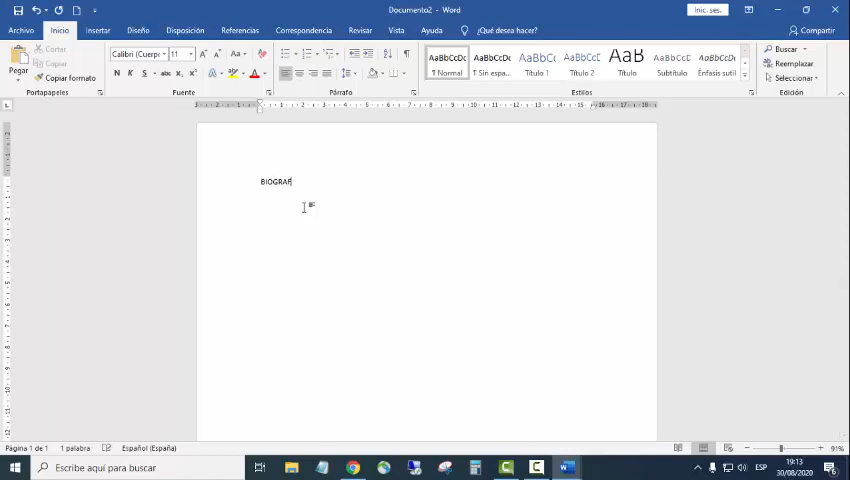 Documento2 - Word
Inic. ses.
Archivo Inicio Insertar Diseño Disposición Referencias Correspondencia Revisar Vista Ayuda ¿Qué desea hacer? Compartir
Pegar
Cortar
Copiar
Copiar formato
Portapapeles
Calibri (Cuerpo 11
N K S
Fuente
Párrafo
AaBbCcDc AaBbCcDc AaBbCc AaBbCcD AaB AaBbCcD AaBbCcDc
¶ Normal ¶ Sin espa... Título 1 Título 2 Título Subtítulo Énfasis sutil
Estilos
Buscar
Reemplazar
Seleccionar
Edición
BIOGRAF
Página 1 de 1 1 palabra Español (España) 91%
Escribe aquí para buscar
ESP
19:13
30/08/2020